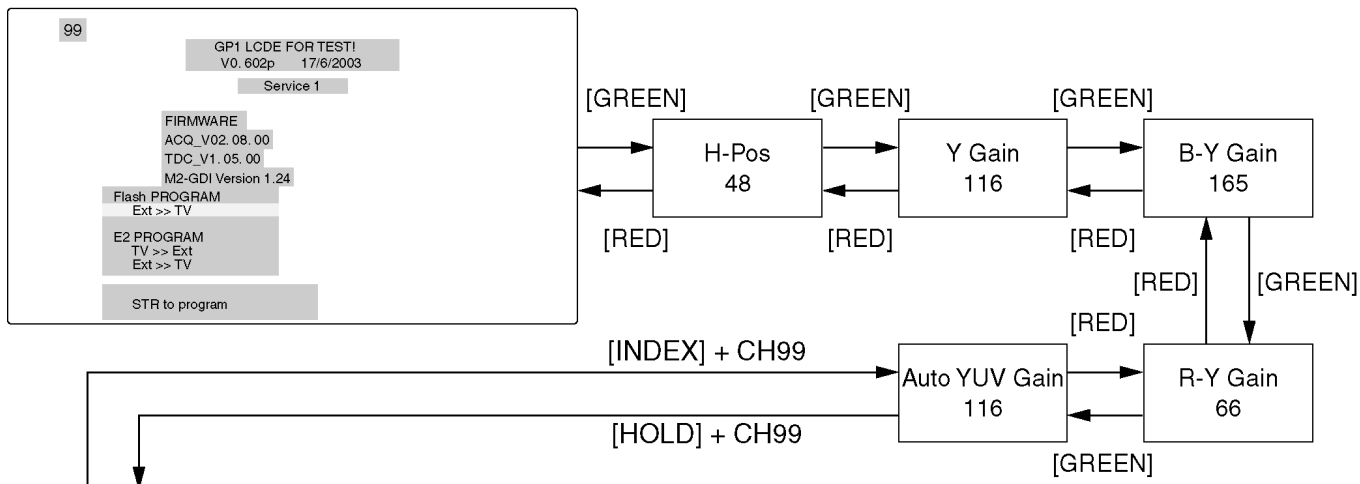 99
GP1 LCDE FOR TEST!
V0. 602p 17/6/2003
Service 1
FIRMWARE
ACQ_V02. 08. 00
TDC_V1. 05. 00
M2-GDI Version 1.24
Flash PROGRAM
Ext >> TV
E2 PROGRAM
TV >> Ext
Ext >> TV
STR to program
[GREEN]
[GREEN]
[GREEN]
H-Pos
48
Y Gain
116
B-Y Gain
165
[RED]
[RED]
[RED]
[RED]
[GREEN]
[RED]
[INDEX] + CH99
Auto YUV Gain
116
R-Y Gain
66
[HOLD] + CH99
[GREEN]